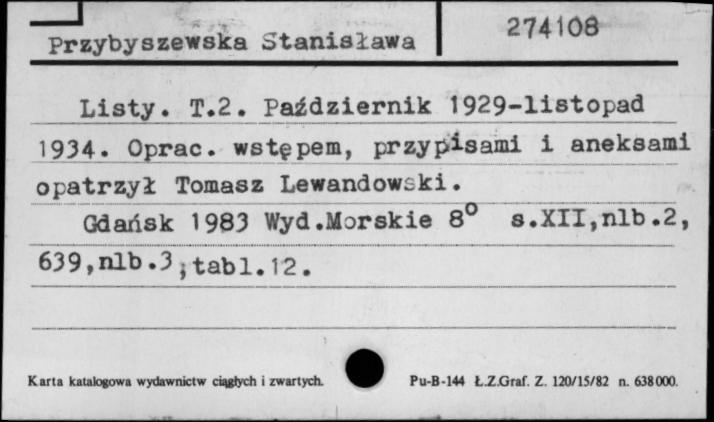 Przybyszewska Stanisława
274108
Listy. T.2. Październik 1929-listopad
1934. Oprac. wstępem, przypisami i aneksami
opatrzył Tomasz Lewandowski.
Gdańsk 1983 Wyd.Morskie 8° s.XII,nlb.2,
639,nlb.3,tabl.12.
Karta katalogowa wydawnictw ciągłych i zwartych.
Pu-B-144 Ł.Z.Graf. Z. 120/15/82 n. 638000.